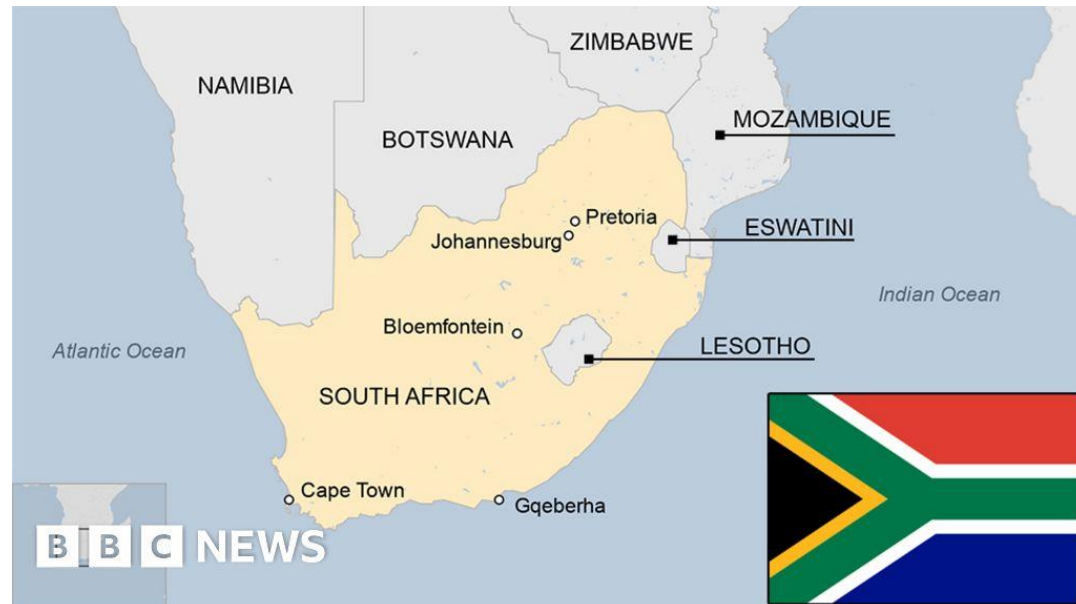 ZIMBABWE
NAMIBIA
MOZAMBIQUE
BOTSWANA
Pretoria
ESWATINI
Johannesburg
Indian Ocean
Bloemfontein
Atlantic Ocean
LESOTHO
SOUTH AFRICA
Cape Town
Gqeberha
BBC NEWS